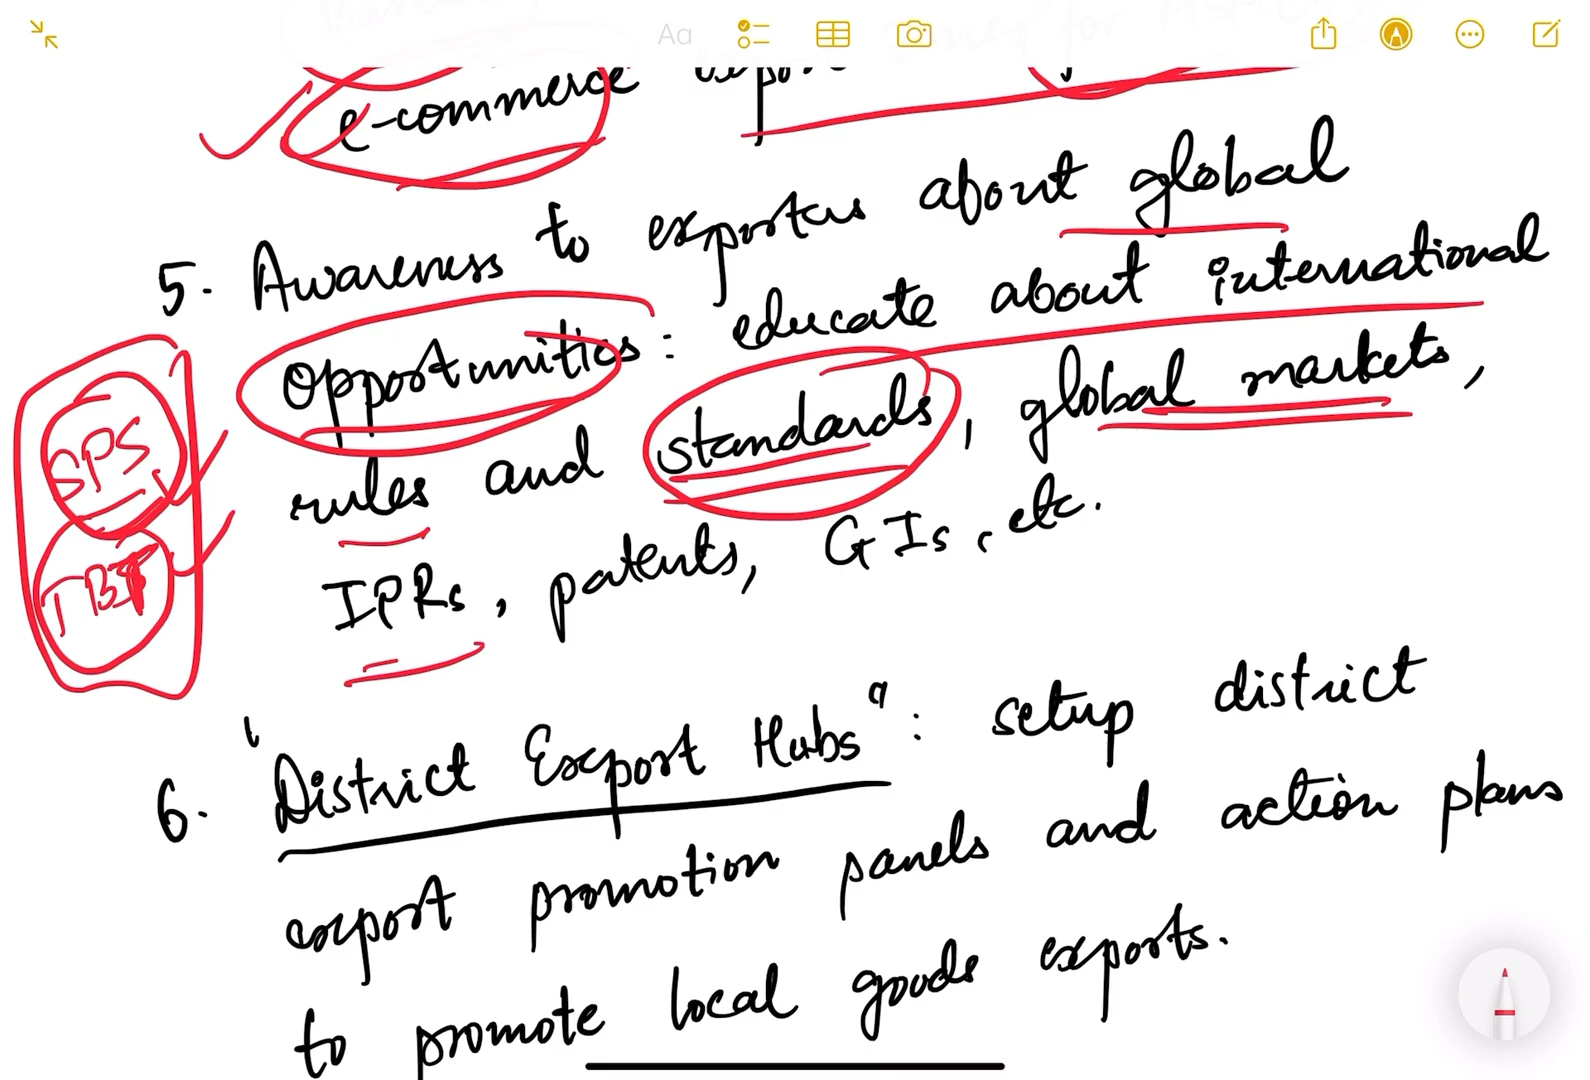 Aa
e-commerce export
5. Awareness to exporters about global
Opportunities: educate about international
rules and standards, global markets,
IPRs, patents, GIs, etc.
SPS
TBT
6. "District Export Hubs": setup district
export promotion panels and action plans
to promote local goods exports.